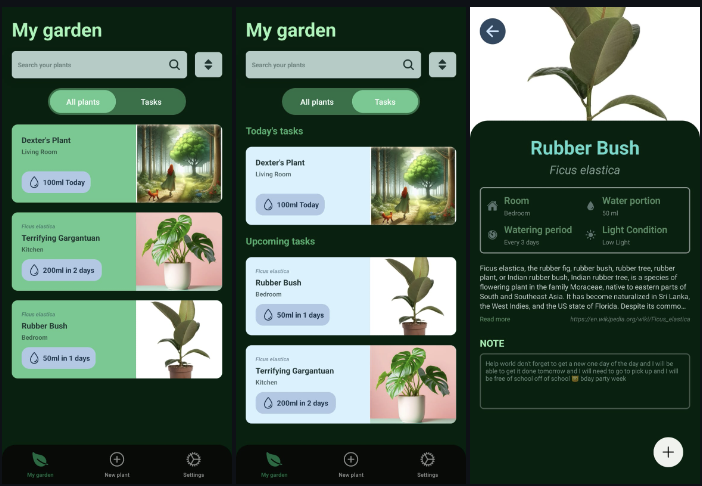 My garden
Search your plants
All plants
Tasks
Dexter's Plant
Living Room
100ml Today
Ficus elastica
Terrifying Gargantuan
Kitchen
200ml in 2 days
Ficus elastica
Rubber Bush
Bedroom
50ml in 1 days
My garden
New plant
Settings
My garden
Search your plants
All plants
Tasks
Today's tasks
Dexter's Plant
Living Room
100ml Today
Upcoming tasks
Ficus elastica
Rubber Bush
Bedroom
50ml in 1 days
Ficus elastica
Terrifying Gargantuan
Kitchen
200ml in 2 days
My garden
New plant
Settings
Rubber Bush
Ficus elastica
Room
Bedroom
Water portion
50 ml
Watering period
Every 3 days
Light Condition
Low Light
Ficus elastica, the rubber fig, rubber bush, rubber tree, rubber
plant, or Indian rubber bush, Indian rubber tree, is a species of
flowering plant in the family Moraceae, native to eastern parts of
South and Southeast Asia. It has become naturalized in Sri Lanka,
the West Indies, and the US state of Florida. Despite its commo...
Read more
https://en.wikipedia.org/wiki/Ficus_elastica
NOTE
Help world don't forget to get a new one day of the day and I will be
able to get it done tomorrow and I will need to go to pick up and I will
be free of school off of school 🎫 bday party week